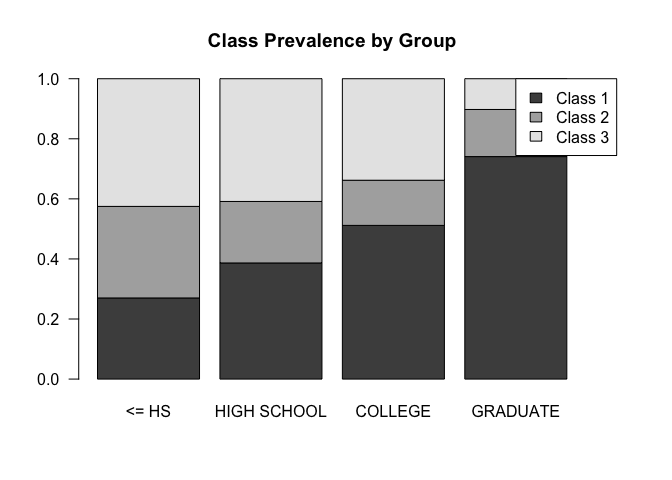 Class Prevalence by Group
1.0
0.8
0.6
0.4
0.2
0.0
Class 1
Class 2
Class 3
<= HS HIGH SCHOOL COLLEGE GRADUATE